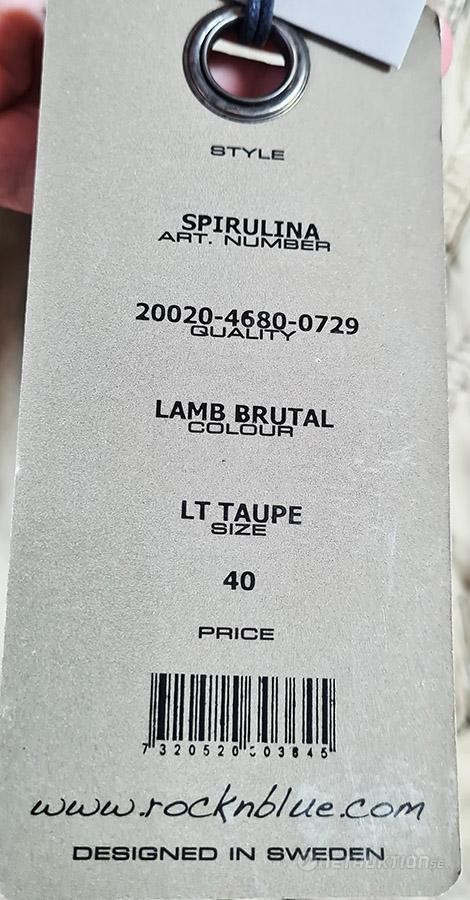 STYLE
SPIRULINA
ART. NUMBER
20020-4680-0729
QUALITY
LAMB BRUTAL
COLOUR
LT TAUPE
SIZE
40
PRICE
www.rocknblue.com
DESIGNED IN SWEDEN